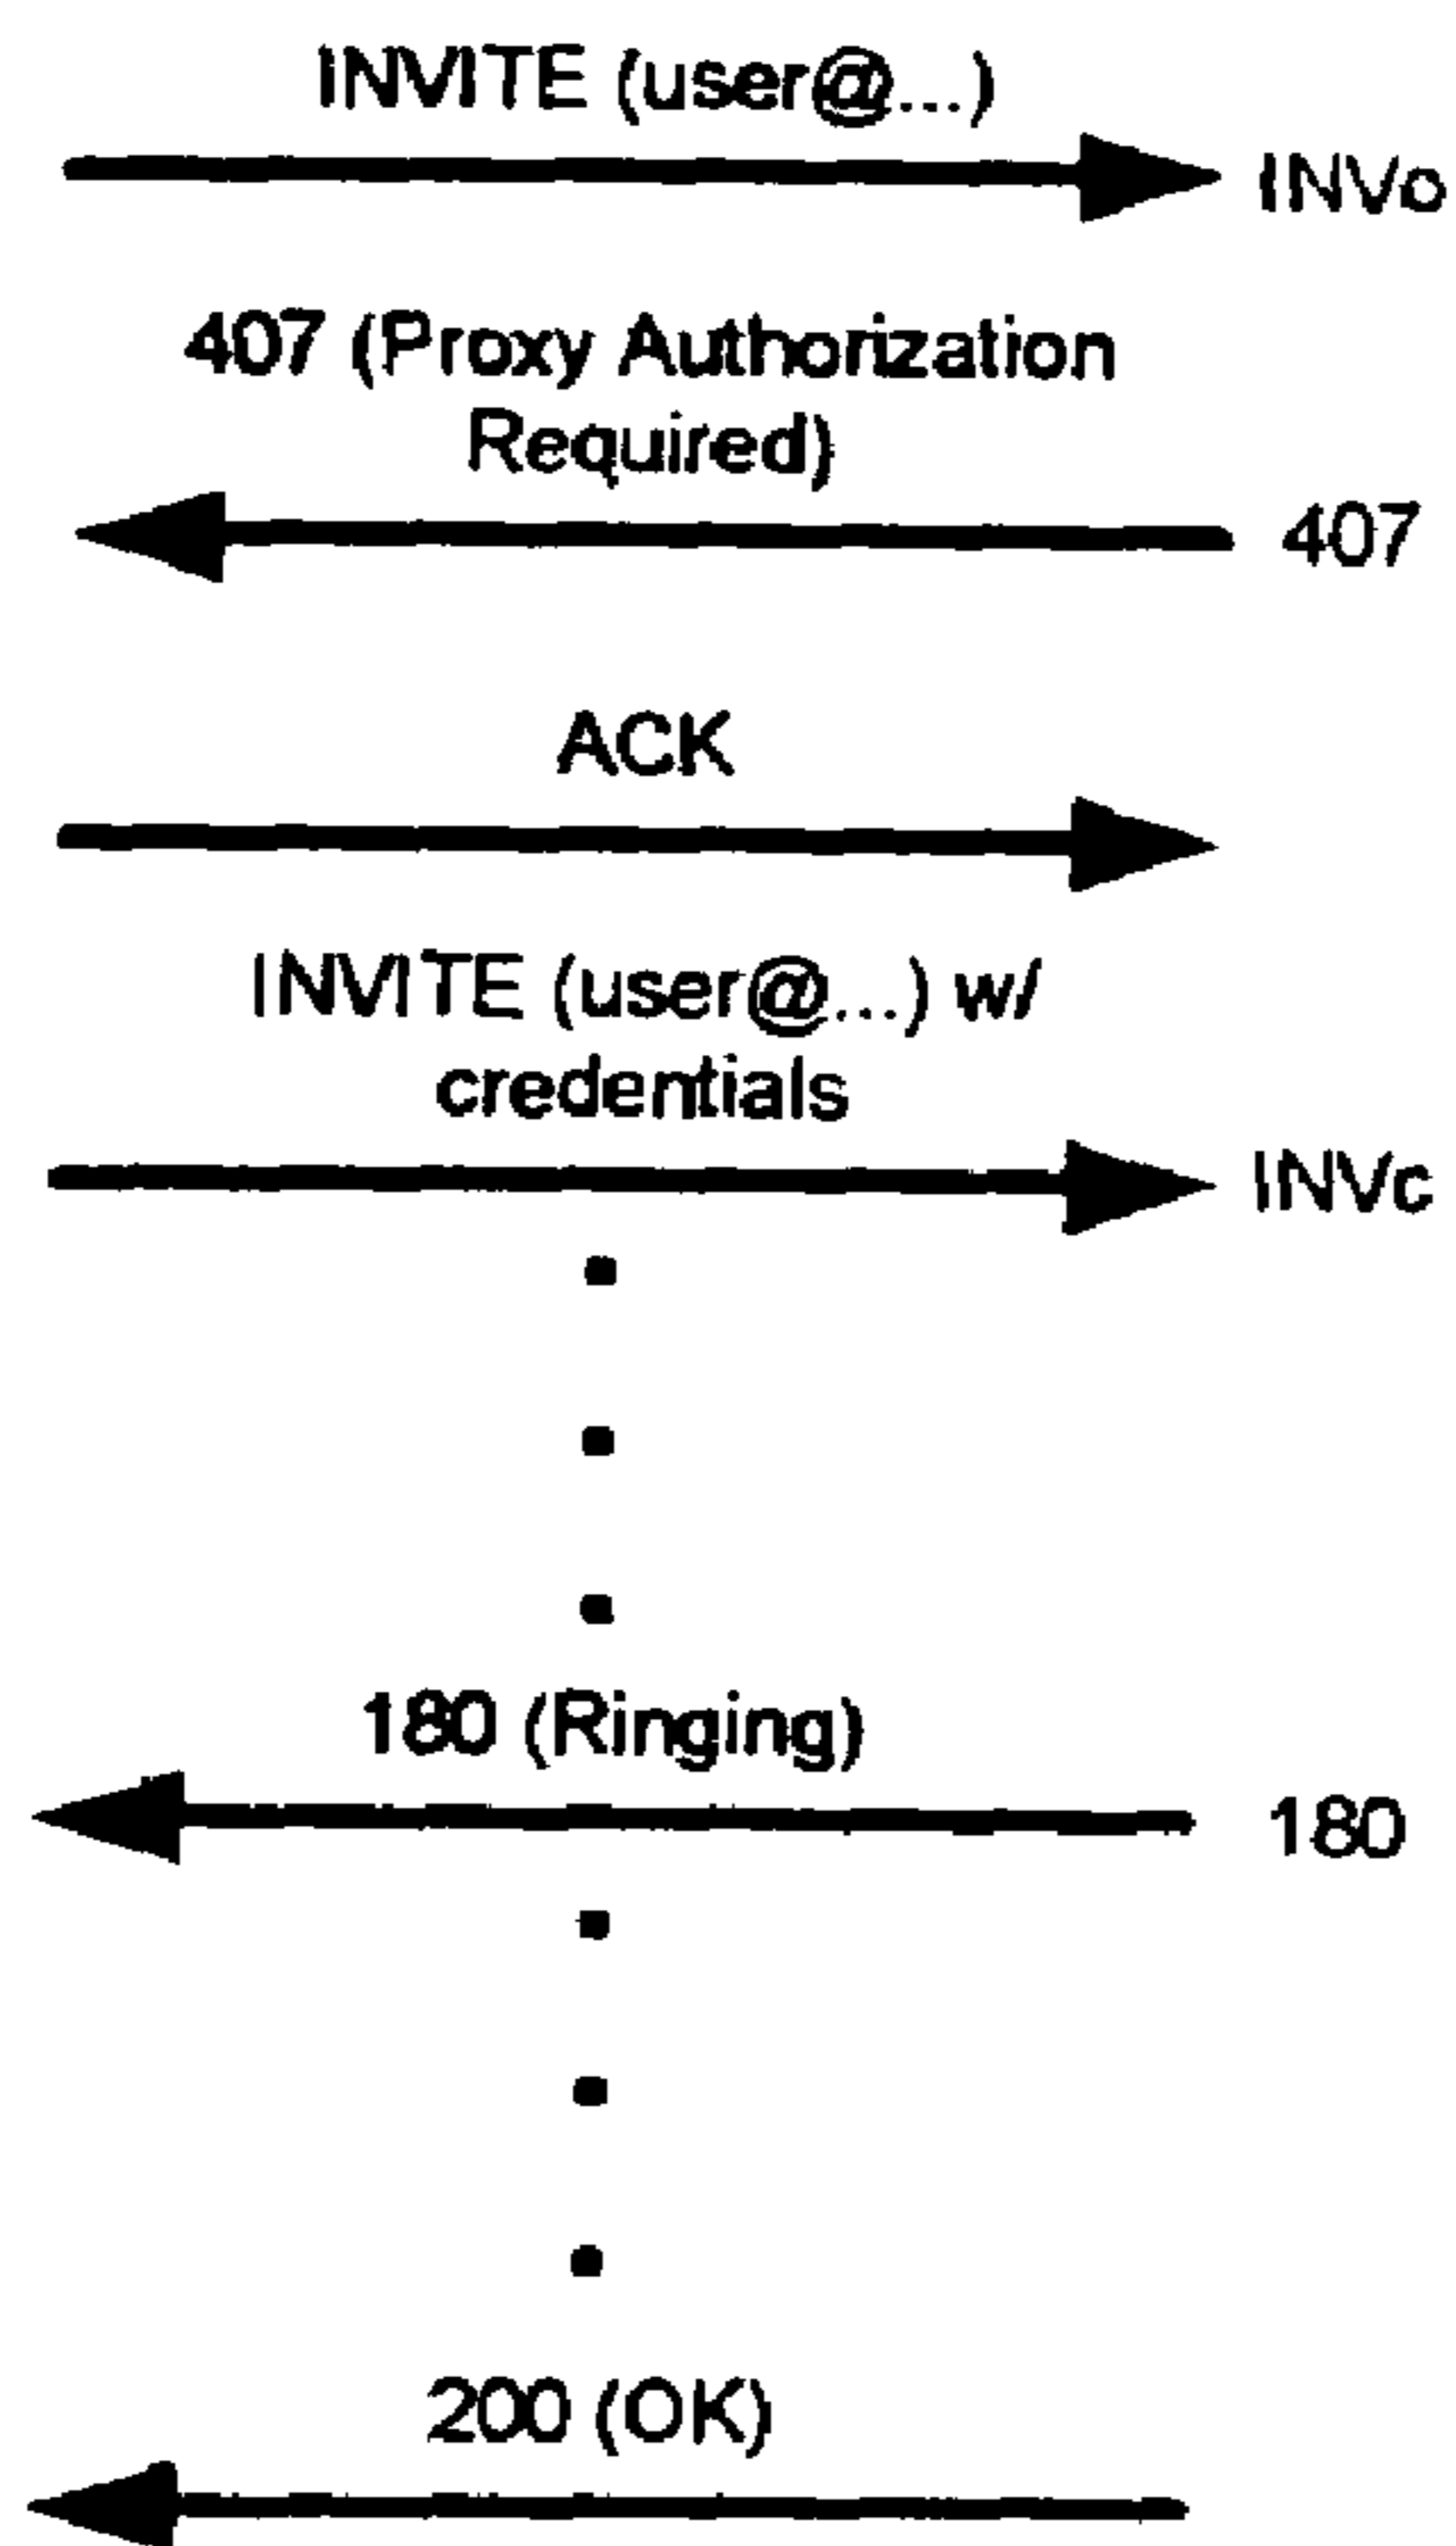 INVITE (user@...)
INVo
407 (Proxy Authorization
Required)
407
ACK
INVITE (user@...) w/
credentials
INVc
180 (Ringing)
180
200 (OK)